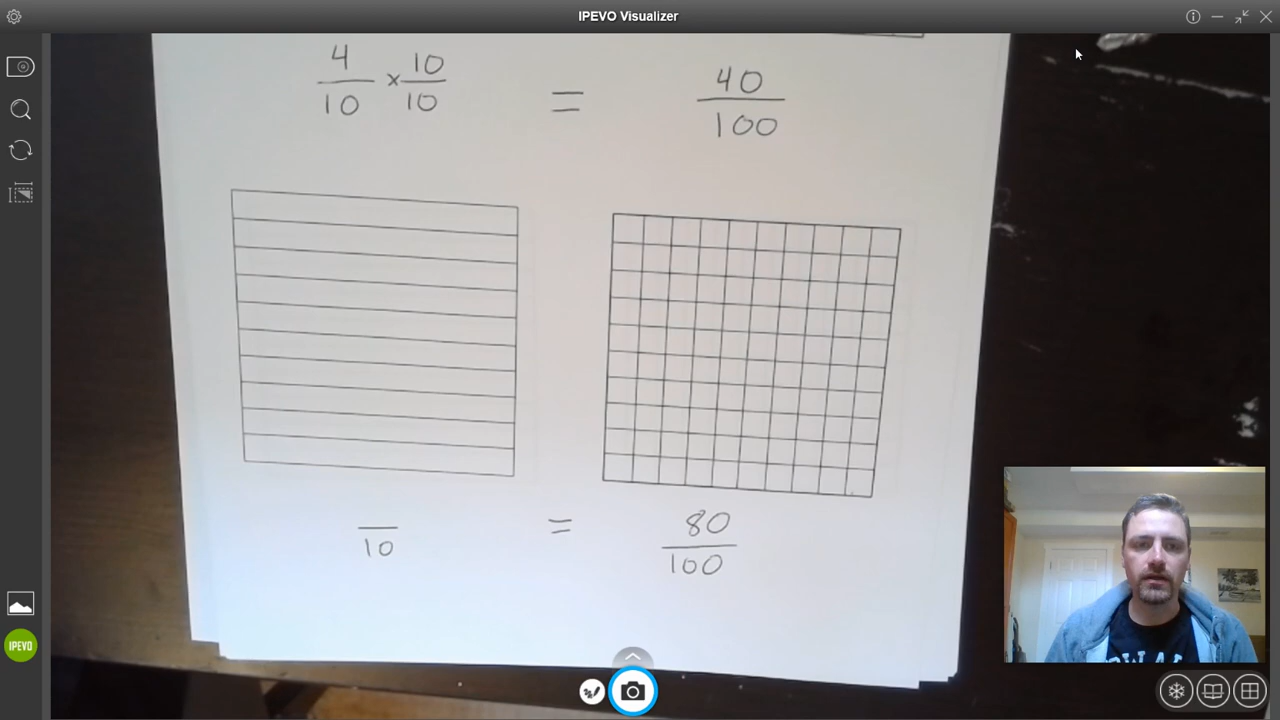 IPEVO Visualizer
4/10 × 10/10 = 40/100
/10 = 80/100
IPEVO